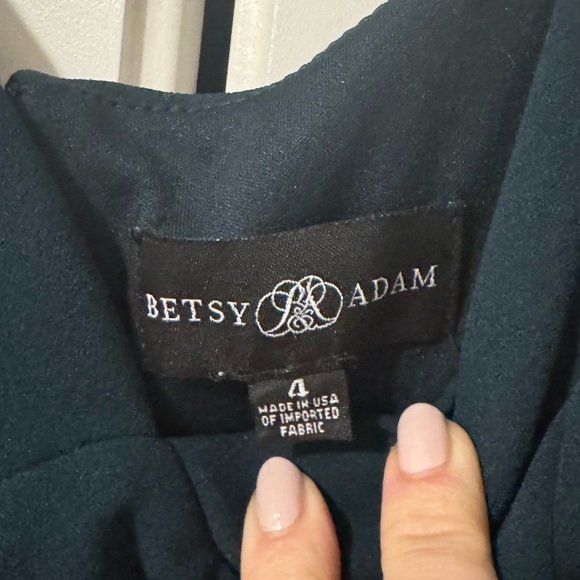 BETSY ADAM
4
MADE IN USA
OF IMPORTED
FABRIC